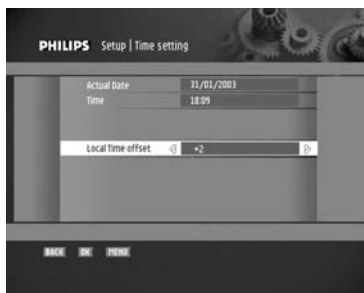 PHILIPS Setup | Time setting
Actual Date 31/01/2003
Time 18:09
Local Time offset +2
BACK OK MENU